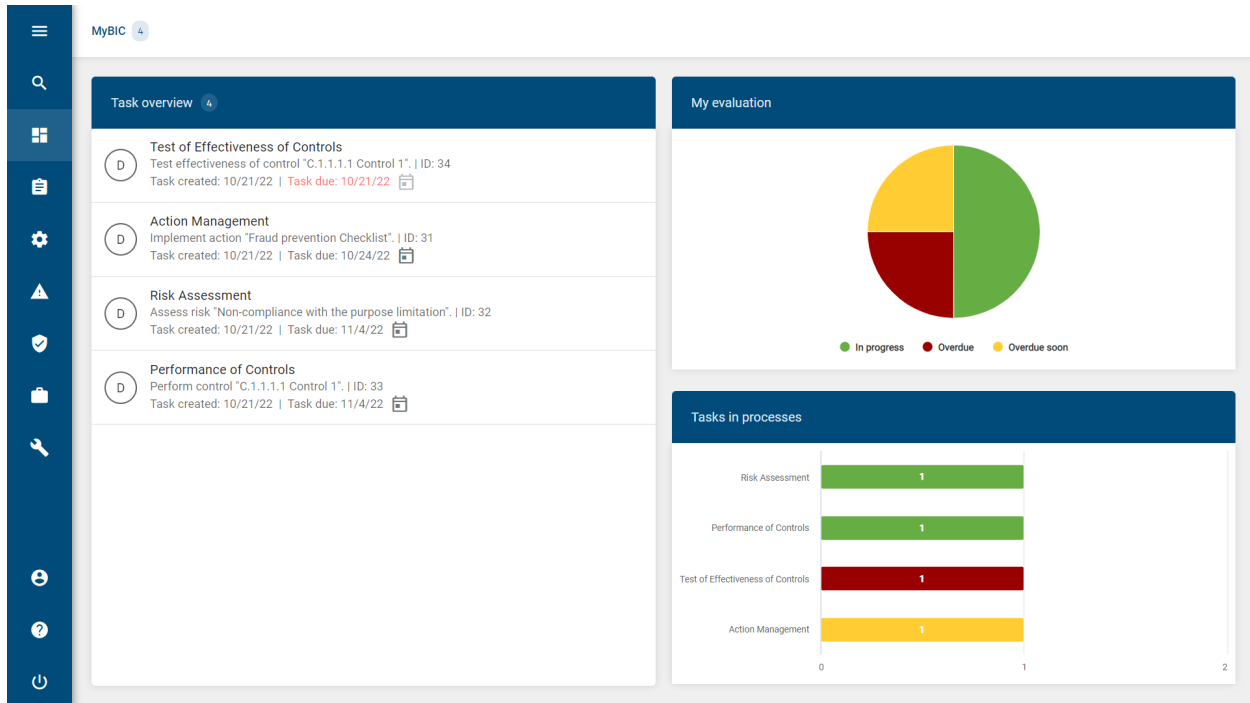 MyBIC 4
Task overview 4
D
Test of Effectiveness of Controls
Test effectiveness of control "C.1.1.1.1 Control 1". | ID: 34
Task created: 10/21/22 | Task due: 10/21/22
D
Action Management
Implement action "Fraud prevention Checklist". | ID: 31
Task created: 10/21/22 | Task due: 10/24/22
D
Risk Assessment
Assess risk "Non-compliance with the purpose limitation". | ID: 32
Task created: 10/21/22 | Task due: 11/4/22
D
Performance of Controls
Perform control "C.1.1.1.1 Control 1". | ID: 33
Task created: 10/21/22 | Task due: 11/4/22
My evaluation
In progress Overdue Overdue soon
Tasks in processes
Risk Assessment 1
Performance of Controls 1
Test of Effectiveness of Controls 1
Action Management 1
0 1 2